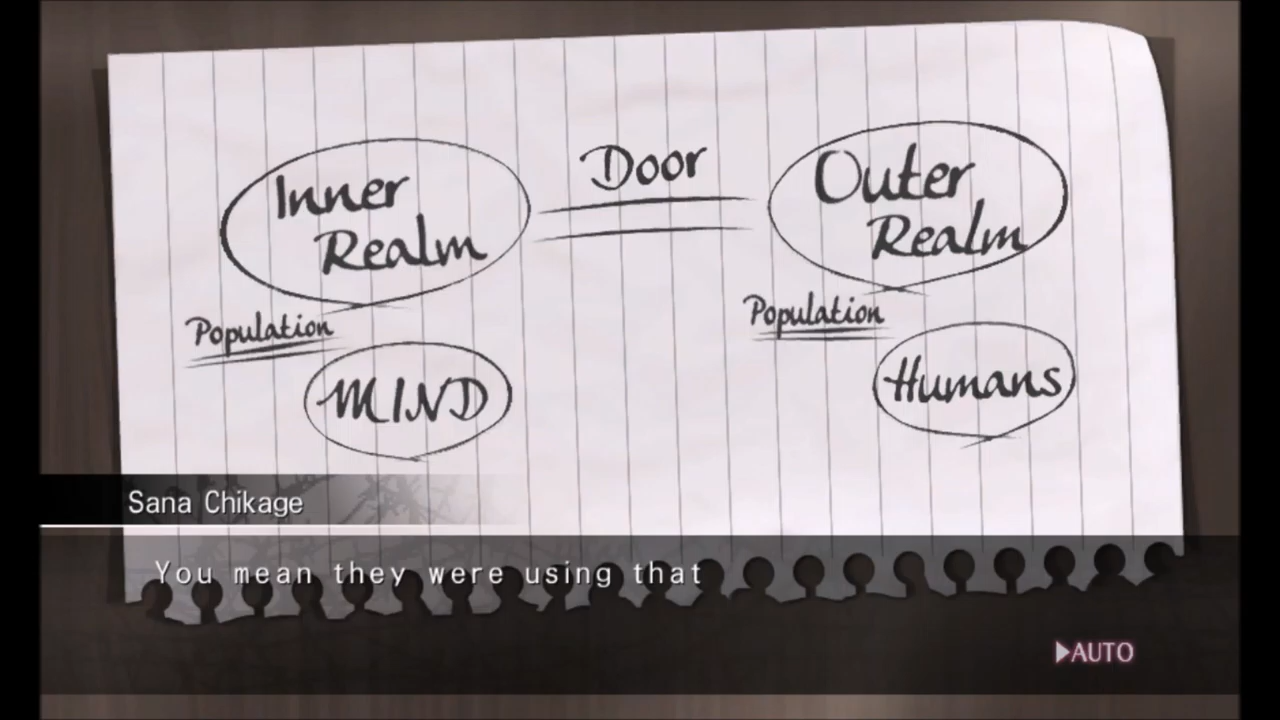 Inner
Realm
Door
Outer
Realm
Population
MIND
Population
Humans
Sana Chikage
You mean they were using that
AUTO